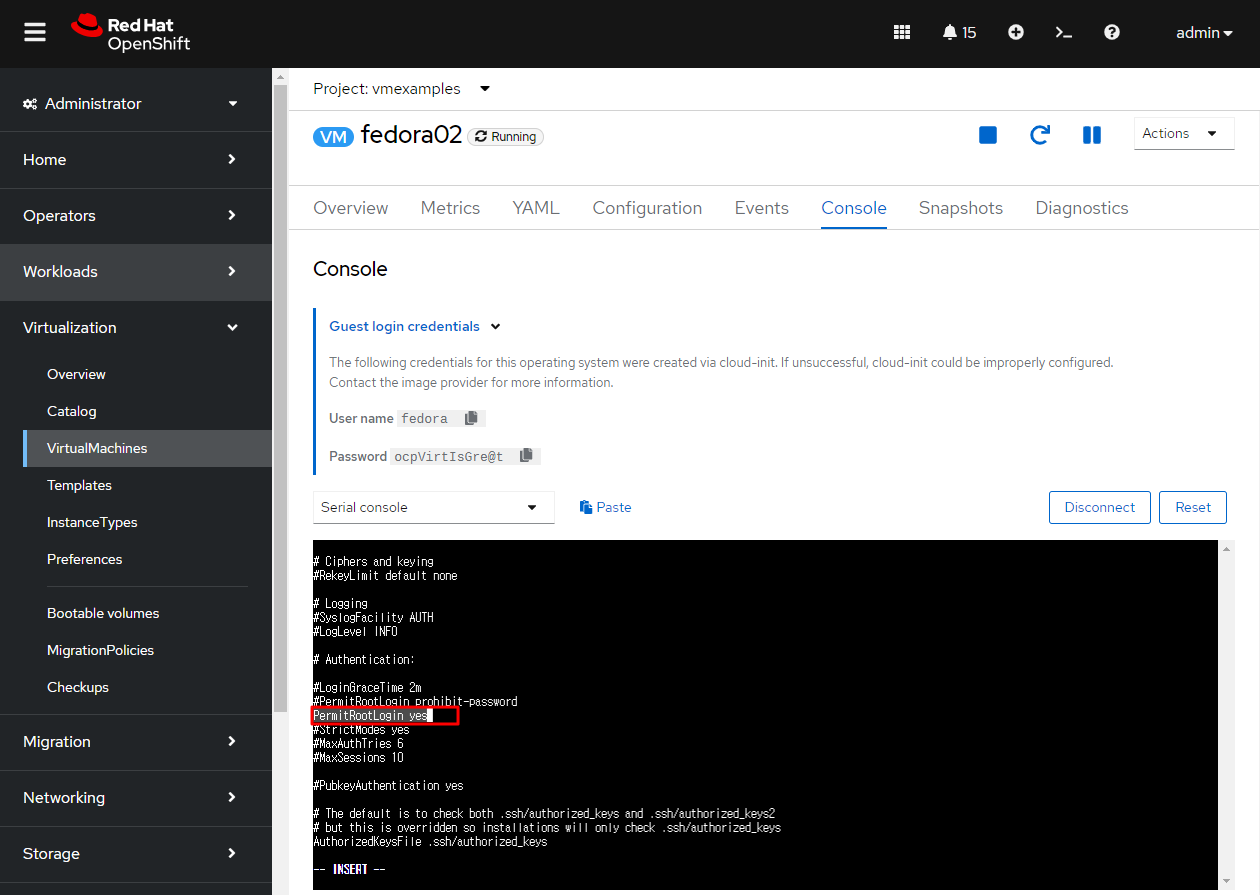 Red Hat
OpenShift
15
admin
Administrator
Home
Operators
Workloads
Virtualization
Overview
Catalog
VirtualMachines
Templates
InstanceTypes
Preferences
Bootable volumes
MigrationPolicies
Checkups
Migration
Networking
Storage
Project: vmexamples
VM fedora02 Running
Actions
Overview Metrics YAML Configuration Events Console Snapshots Diagnostics
Console
Guest login credentials
The following credentials for this operating system were created via cloud-init. If unsuccessful, cloud-init could be improperly configured.
Contact the image provider for more information.
User name fedora
Password ocpVirtIsGre@t
Serial console Paste Disconnect Reset
# Ciphers and keying
#RekeyLimit default none
# Logging
#SyslogFacility AUTH
#LogLevel INFO
# Authentication:
#LoginGraceTime 2m
#PermitRootLogin prohibit-password
PermitRootLogin yes
#StrictModes yes
#MaxAuthTries 6
#MaxSessions 10
#PubkeyAuthentication yes
# The default is to check both .ssh/authorized_keys and .ssh/authorized_keys2
# but this is overridden so installations will only check .ssh/authorized_keys
AuthorizedKeysFile .ssh/authorized_keys
-- INSERT --